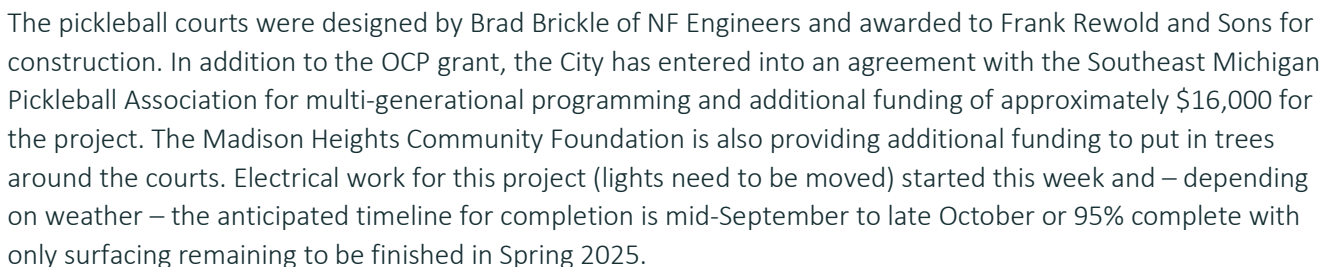 The pickleball courts were designed by Brad Brickle of NF Engineers and awarded to Frank Rewold and Sons for
construction. In addition to the OCP grant, the City has entered into an agreement with the Southeast Michigan
Pickleball Association for multi-generational programming and additional funding of approximately $16,000 for
the project. The Madison Heights Community Foundation is also providing additional funding to put in trees
around the courts. Electrical work for this project (lights need to be moved) started this week and – depending
on weather – the anticipated timeline for completion is mid-September to late October or 95% complete with
only surfacing remaining to be finished in Spring 2025.